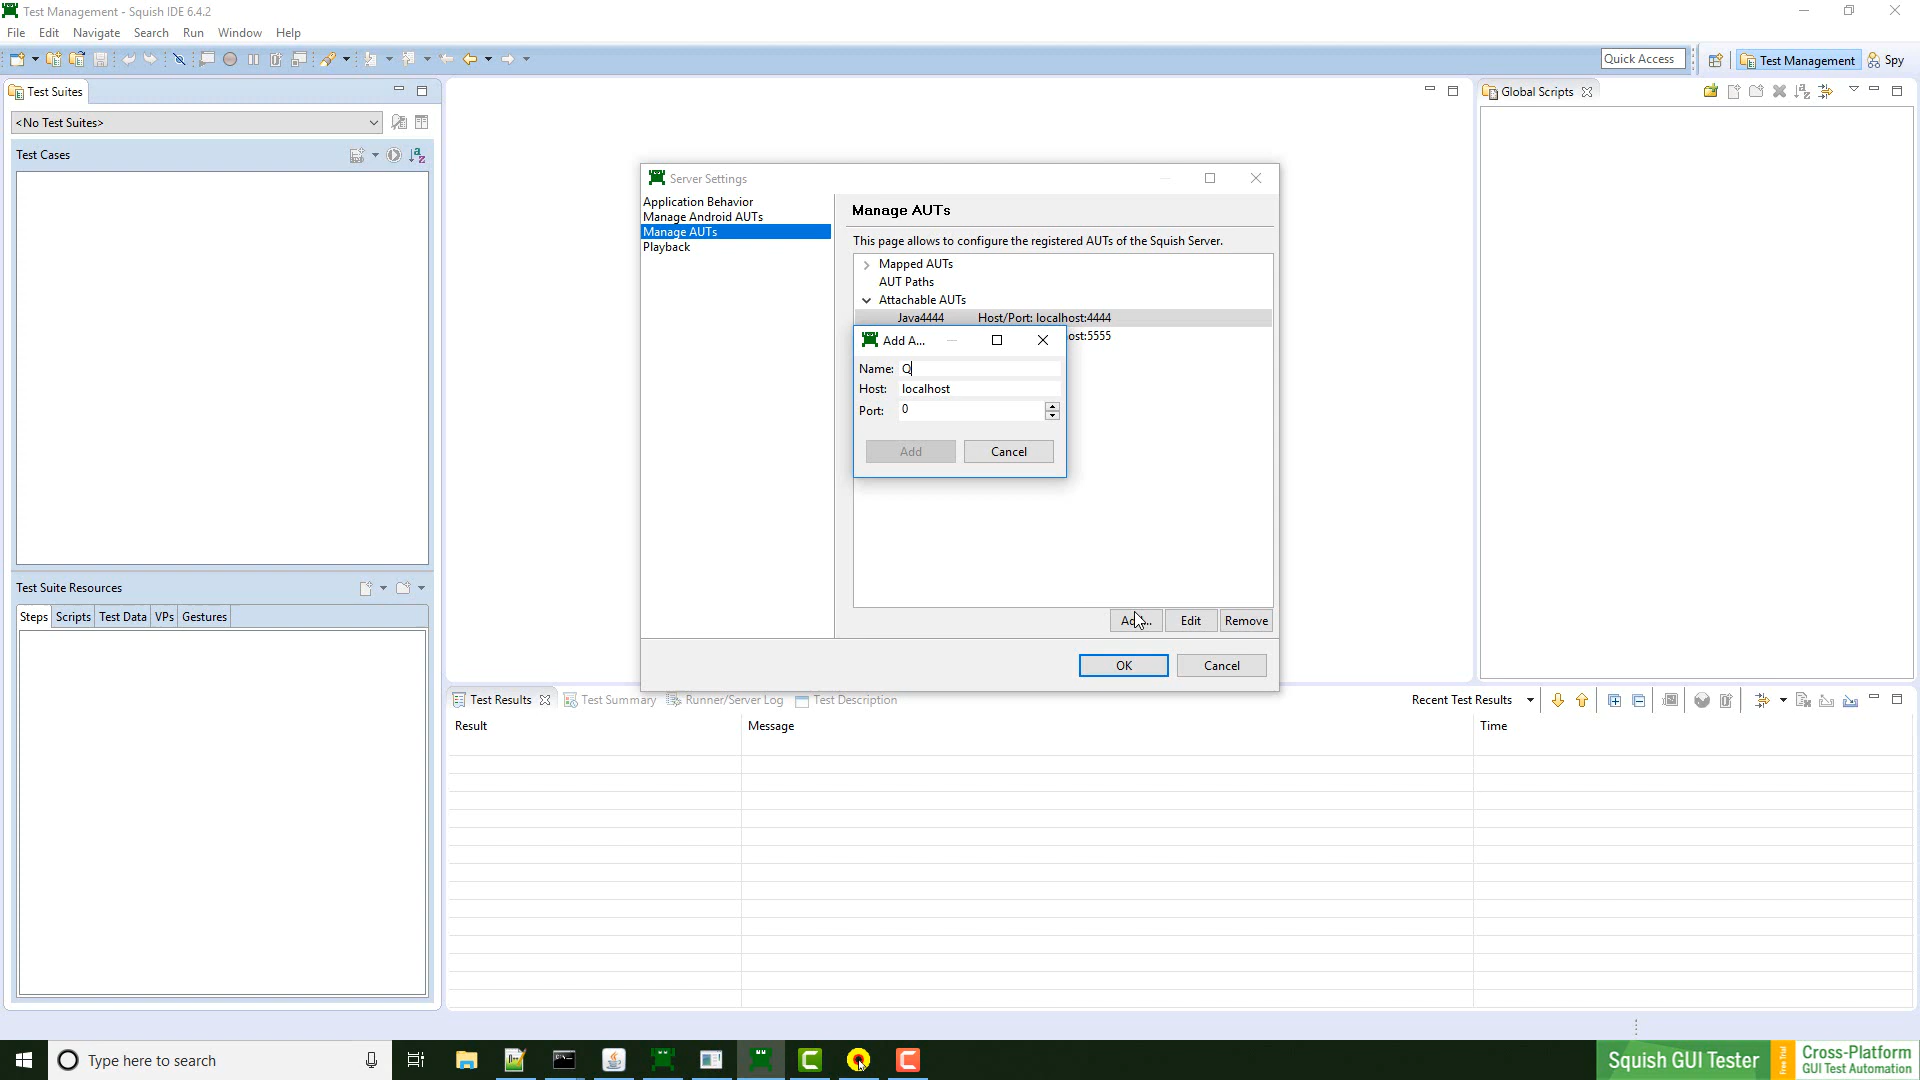 Test Management - Squish IDE 6.4.2
File Edit Navigate Search Run Window Help
Quick Access
Test Management
Spy
Test Suites
<No Test Suites>
Test Cases
Global Scripts
Server Settings
Application Behavior
Manage Android AUTs
Manage AUTs
Playback
Manage AUTs
This page allows to configure the registered AUTs of the Squish Server.
Mapped AUTs
AUT Paths
Attachable AUTs
Java4444 Host/Port: localhost:4444
ost:5555
Add A...
Name: Q
Host: localhost
Port: 0
Add Cancel
Edit Remove
OK Cancel
Test Suite Resources
Steps Scripts Test Data VPs Gestures
Test Results Test Summary Runner/Server Log Test Description
Recent Test Results
Result Message Time
Type here to search
Squish GUI Tester
Free Trial
Cross-Platform
GUI Test Automation